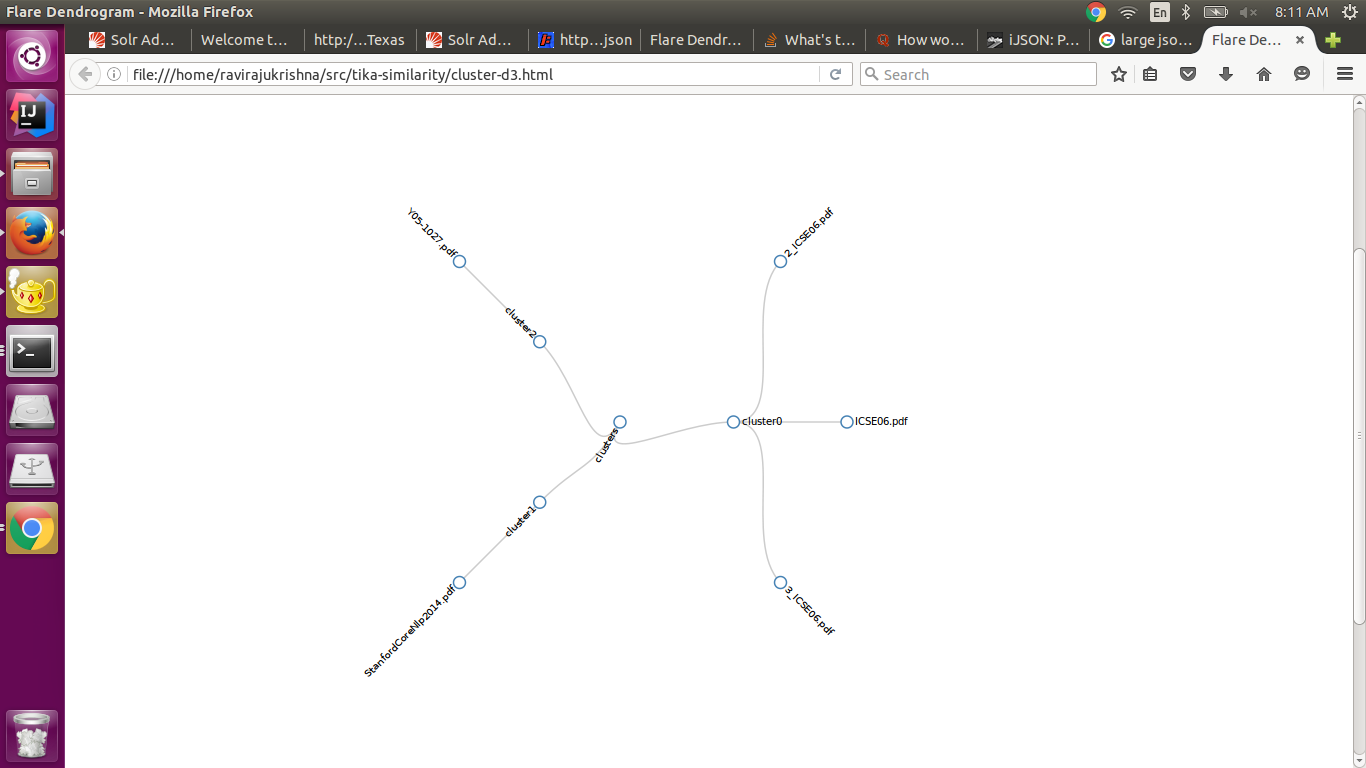 Flare Dendrogram - Mozilla Firefox
En
8:11 AM
Solr Ad...
Welcome t...
http:/...Texas
Solr Ad...
http...json
Flare Dendr...
What's t...
How wo...
iJSON: P...
large jso...
Flare De...
file:///home/ravirajukrishna/src/tika-similarity/cluster-d3.html
Search
IJ
Y05-1027.pdf
2_ICSE06.pdf
cluster2
clusters
cluster0
ICSE06.pdf
cluster1
StanfordCoreNlp2014.pdf
3_ICSE06.pdf